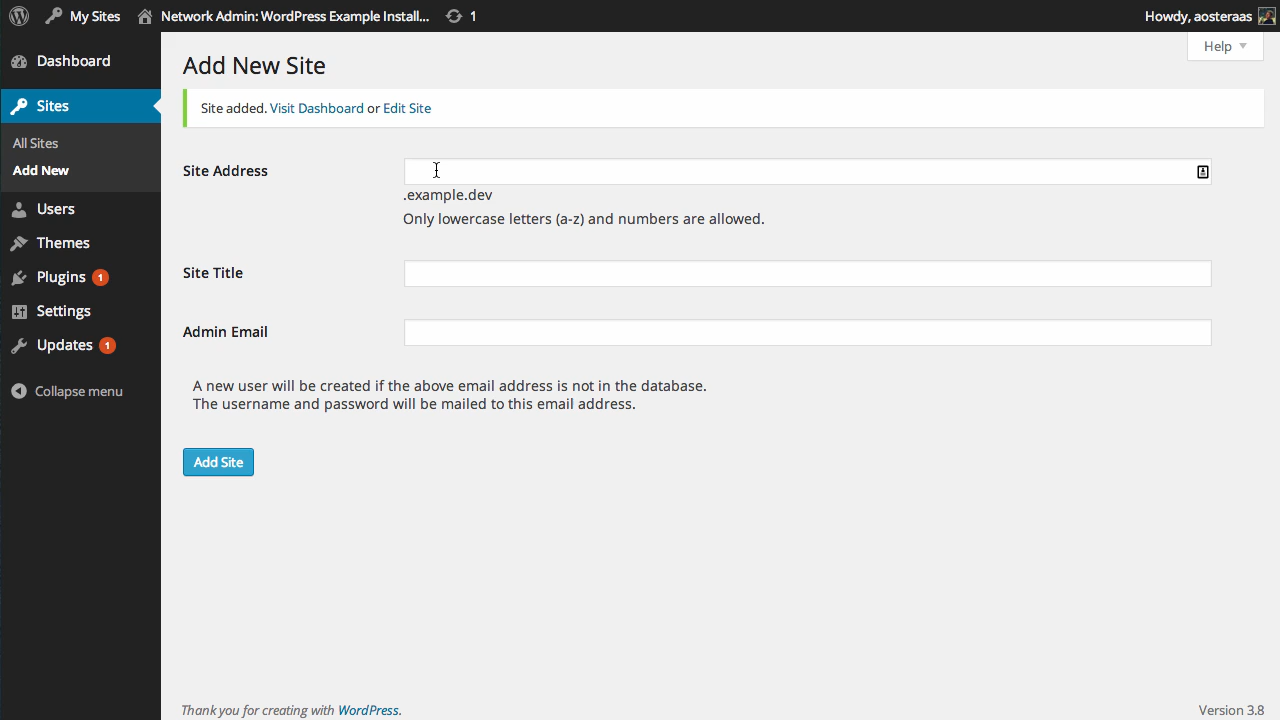 My Sites Network Admin: WordPress Example Install... 1 Howdy, aosteraas
Help
Dashboard
Sites
All Sites
Add New
Users
Themes
Plugins 1
Settings
Updates 1
Collapse menu
Add New Site
Site added. Visit Dashboard or Edit Site
Site Address
.example.dev
Only lowercase letters (a-z) and numbers are allowed.
Site Title
Admin Email
A new user will be created if the above email address is not in the database.
The username and password will be mailed to this email address.
Add Site
Thank you for creating with WordPress.
Version 3.8